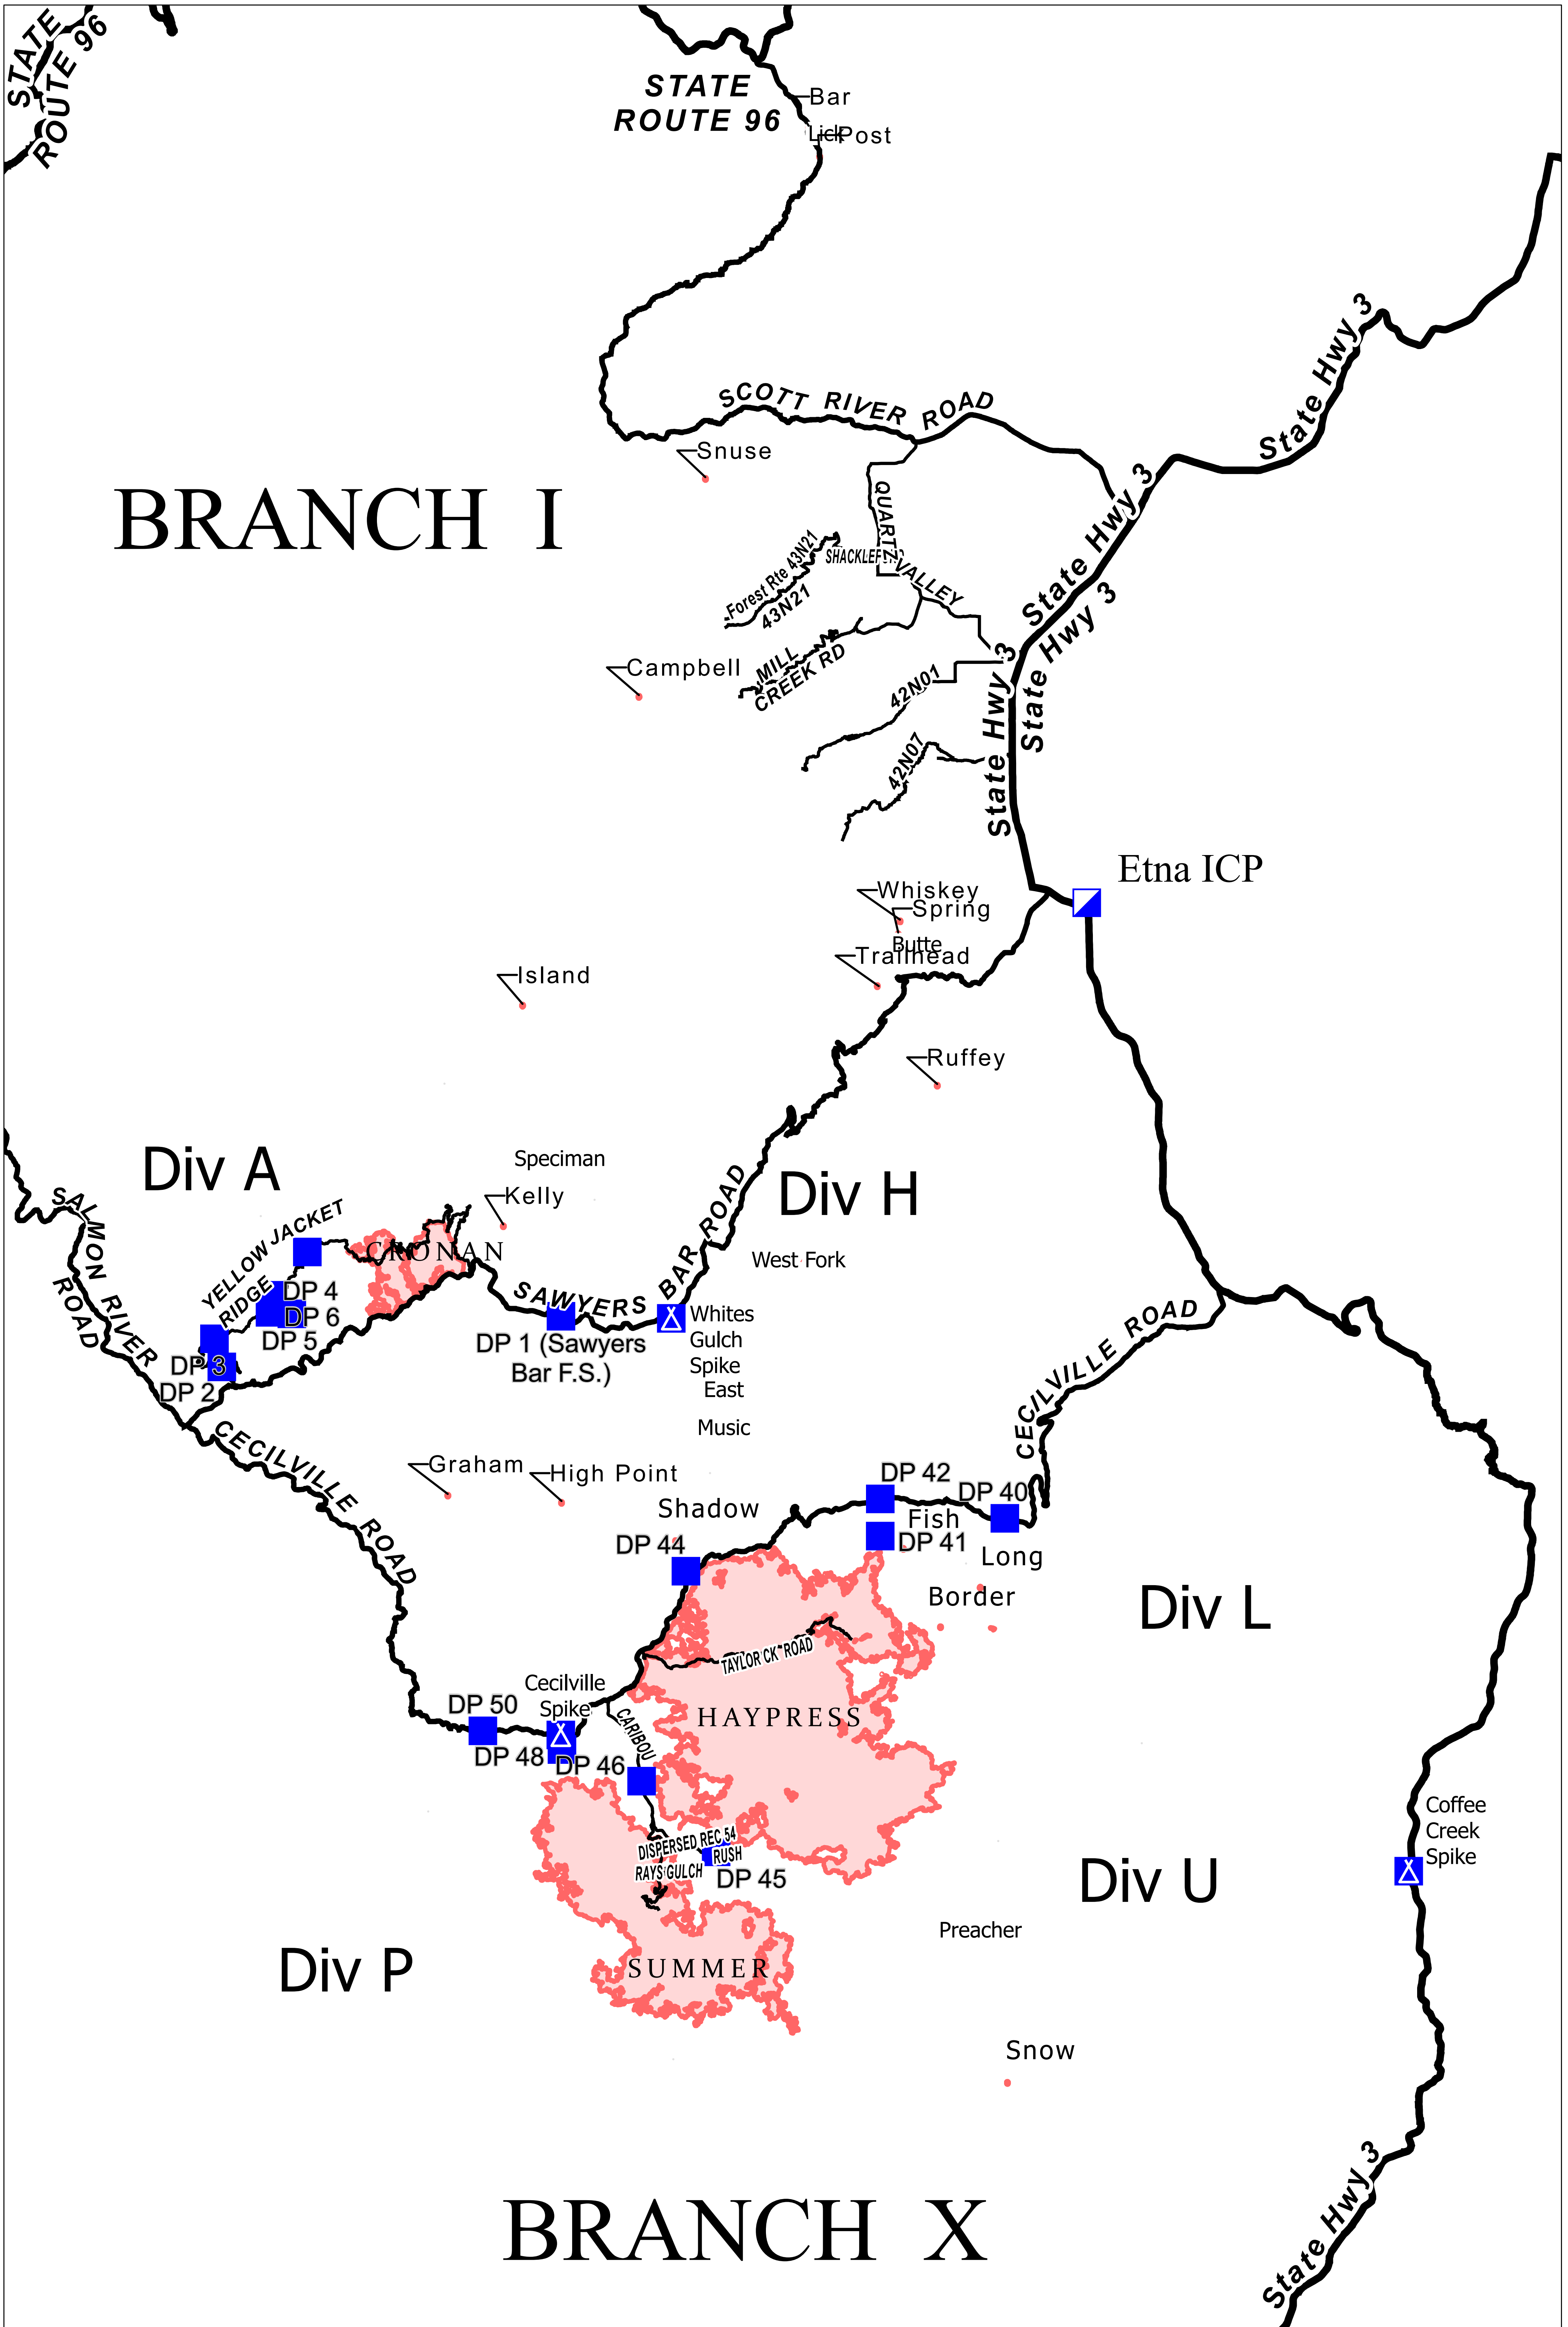 STATE
ROUTE 96
STATE
ROUTE 96
Bar
Lick
Post
State Hwy 3
SCOTT RIVER ROAD
Snuse
State Hwy 3
BRANCH I
QUARTZ VALLEY
Forest Rte 43N21
43N21
State Hwy 3
State Hwy 3
MILL
CREEK RD
Campbell
42N01
State Hwy 3
42N07
Etna ICP
Whiskey
Spring
Butte
Trailhead
Island
Ruffey
Div A
Speciman
Div H
Kelly
SALMON RIVER
ROAD
YELLOW JACKET
RIDGE
CRONAN
West Fork
SAWYERS BAR ROAD
DP 4
DP 6
DP 5
DP 3
DP 2
DP 1 (Sawyers
Bar F.S.)
Whites
Gulch
Spike
East
Music
CECILVILLE ROAD
CECILVILLE ROAD
Graham
High Point
Shadow
DP 42
DP 40
Fish
DP 41
DP 44
Long
Border
Div L
TAYLOR CK ROAD
Cecilville
Spike
HAYPRESS
DP 50
CARIBOU
DP 48
DP 46
Coffee
Creek
Spike
DISPERSED REC 54
RUSH
RAYS GULCH
DP 45
Div U
Preacher
Div P
SUMMER
Snow
State Hwy 3
BRANCH X